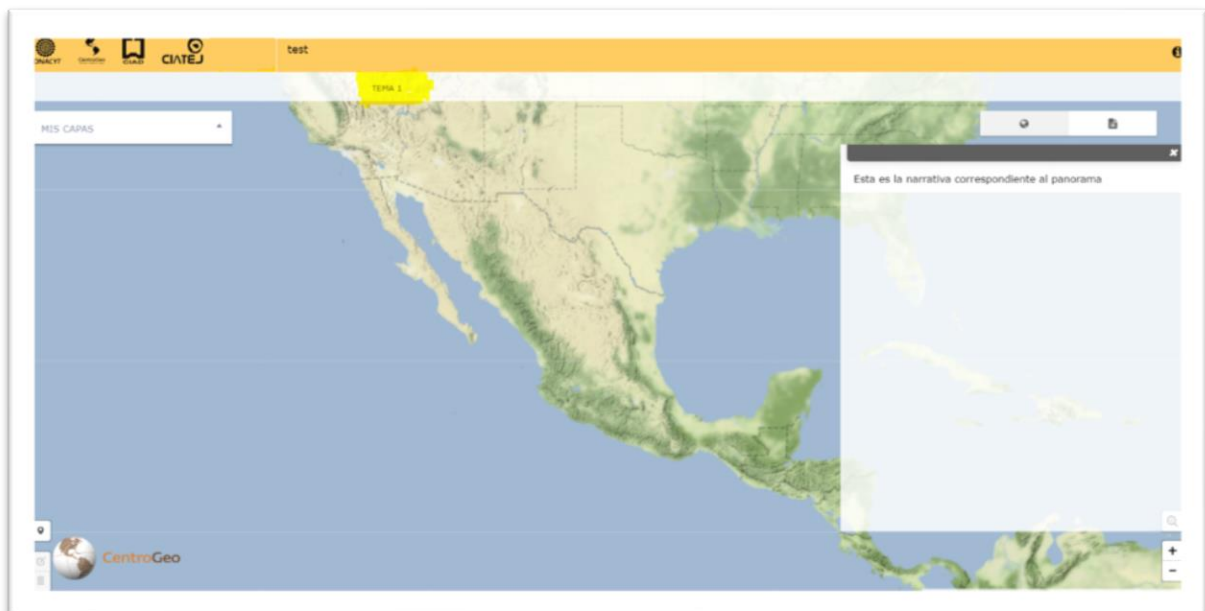 CIATEJ
test
TEMA 1
MIS CAPAS
Esta es la narrativa correspondiente al panorama
CentroGeo